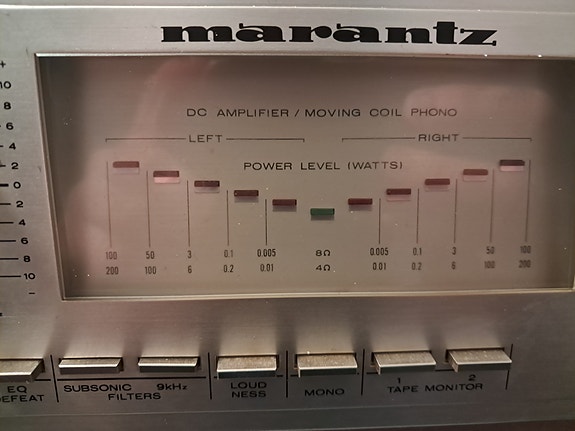 marantz
DC AMPLIFIER / MOVING COIL PHONO
LEFT RIGHT
POWER LEVEL (WATTS)
100 50 3 0.1 0.005 8Ω 0.005 0.1 3 50 100
200 100 6 0.2 0.01 4Ω 0.01 0.2 6 100 200
+
10
8
6
4
2
0
2
4
6
8
10
−
EQ
DEFEAT
SUBSONIC 9kHz
FILTERS
LOUD
NESS
MONO
1 2
TAPE MONITOR